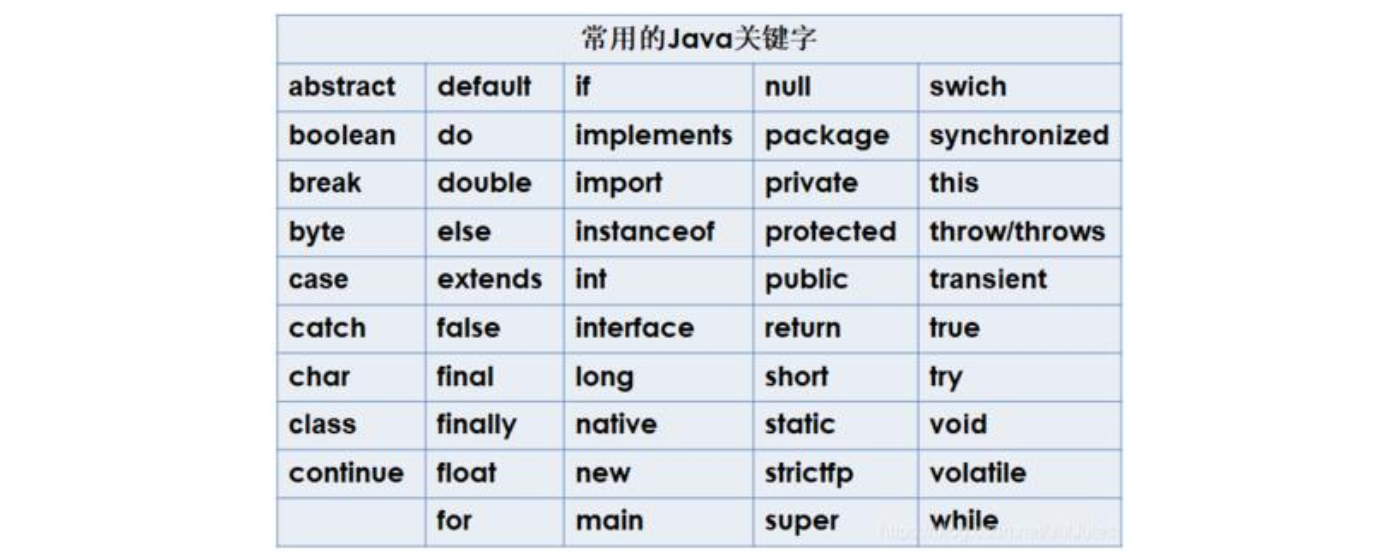 常用的Java关键字
abstract default if null swich
boolean do implements package synchronized
break double import private this
byte else instanceof protected throw/throws
case extends int public transient
catch false interface return true
char final long short try
class finally native static void
continue float new strictfp volatile
for main super while